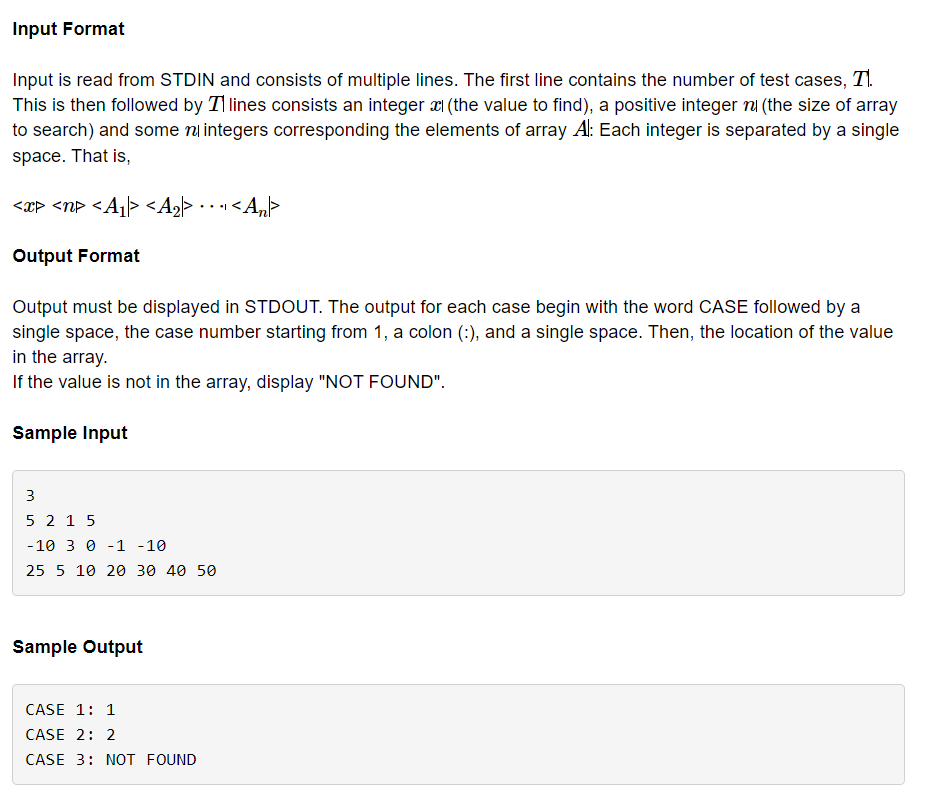 Input Format
Input is read from STDIN and consists of multiple lines. The first line contains the number of test cases, T.
This is then followed by T lines consists an integer x (the value to find), a positive integer n (the size of array
to search) and some n integers corresponding the elements of array A: Each integer is separated by a single
space. That is,
<x> <n> <A₁> <A₂> ⋯ <Aₙ>
Output Format
Output must be displayed in STDOUT. The output for each case begin with the word CASE followed by a
single space, the case number starting from 1, a colon (:), and a single space. Then, the location of the value
in the array.
If the value is not in the array, display "NOT FOUND".
Sample Input
3
5 2 1 5
-10 3 0 -1 -10
25 5 10 20 30 40 50
Sample Output
CASE 1: 1
CASE 2: 2
CASE 3: NOT FOUND